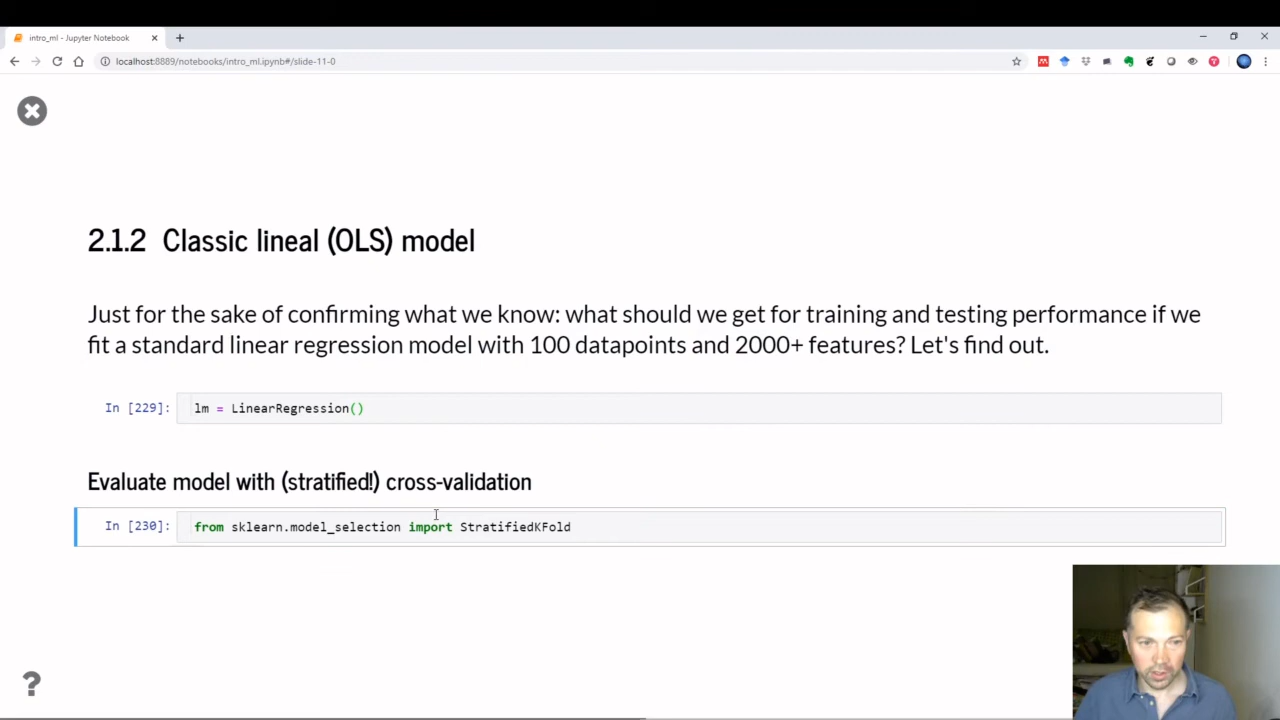 intro_ml - Jupyter Notebook
localhost:8889/notebooks/intro_ml.ipynb#/slide-11-0
2.1.2 Classic lineal (OLS) model
Just for the sake of confirming what we know: what should we get for training and testing performance if we
fit a standard linear regression model with 100 datapoints and 2000+ features? Let's find out.
In [229]: lm = LinearRegression()
Evaluate model with (stratified!) cross-validation
In [230]: from sklearn.model_selection import StratifiedKFold
?